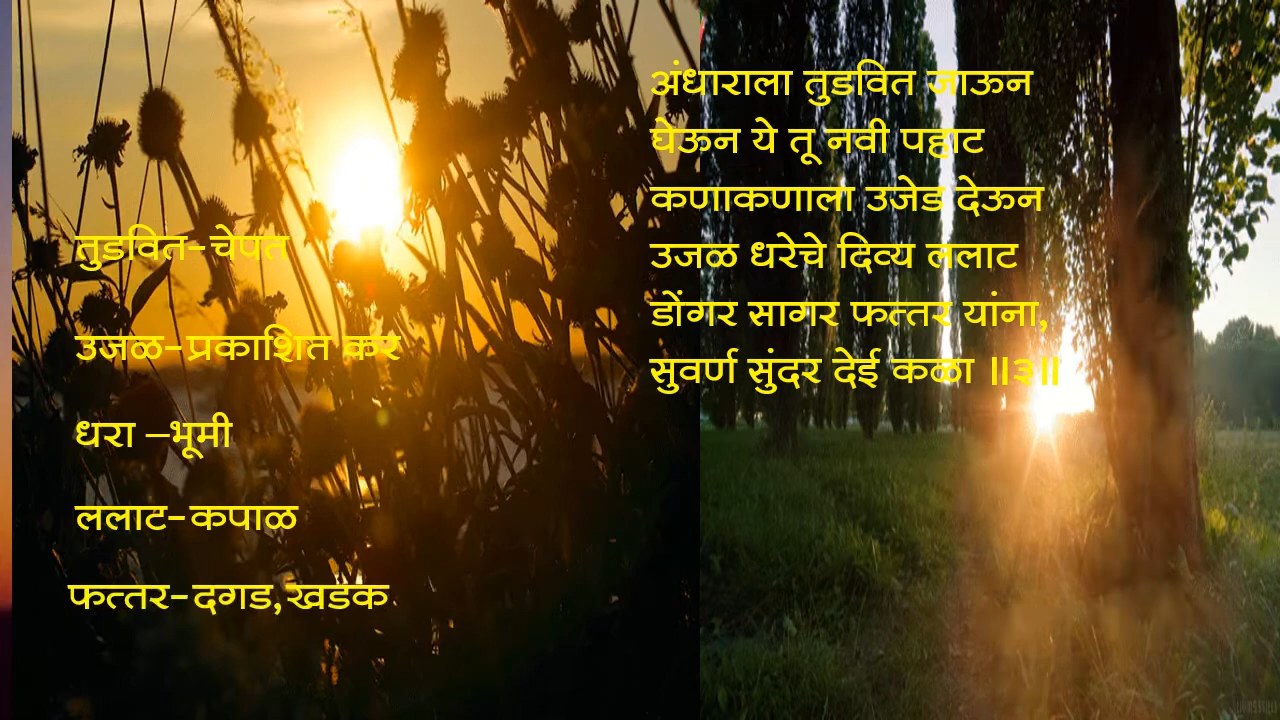 तुडवित-चेपत
उजळ-प्रकाशित कर
धरा –भूमी
ललाट-कपाळ
फत्तर-दगड,खडक
अंधाराला तुडवित जाऊन
घेऊन ये तू नवी पहाट
कणाकणाला उजेड देऊन
उजळ धरेचे दिव्य ललाट
डोंगर सागर फत्तर यांना,
सुवर्ण सुंदर देई कळा ॥३॥